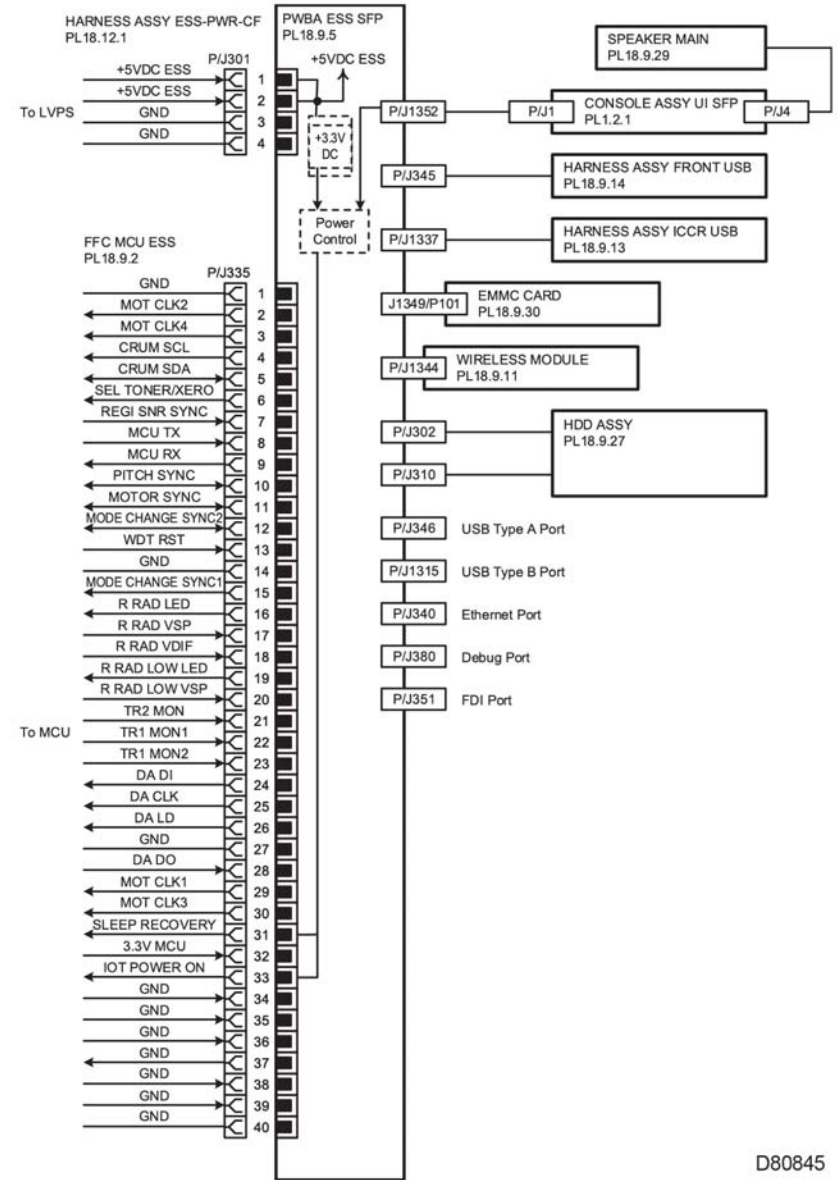 HARNESS ASSY ESS-PWR-CF
PL18.12.1
P/J301
+5VDC ESS
1
+5VDC ESS
2
To LVPS
GND
3
GND
4
PWBA ESS SFP
PL18.9.5
+5VDC ESS
+3.3V
DC
Power
Control
FFC MCU ESS
PL18.9.2
P/J335
GND
1
MOT CLK2
2
MOT CLK4
3
CRUM SCL
4
CRUM SDA
5
SEL TONER/XERO
6
REGI SNR SYNC
7
MCU TX
8
MCU RX
9
PITCH SYNC
10
MOTOR SYNC
11
MODE CHANGE SYNC2
12
WDT RST
13
GND
14
MODE CHANGE SYNC1
15
R RAD LED
16
R RAD VSP
17
R RAD VDIF
18
R RAD LOW LED
19
R RAD LOW VSP
20
TR2 MON
21
To MCU
TR1 MON1
22
TR1 MON2
23
DA DI
24
DA CLK
25
DA LD
26
GND
27
DA DO
28
MOT CLK1
29
MOT CLK3
30
SLEEP RECOVERY
31
3.3V MCU
32
IOT POWER ON
33
GND
34
GND
35
GND
36
GND
37
GND
38
GND
39
GND
40
SPEAKER MAIN
PL18.9.29
P/J1352
P/J1
CONSOLE ASSY UI SFP
PL1.2.1
P/J4
P/J345
HARNESS ASSY FRONT USB
PL18.9.14
P/J1337
HARNESS ASSY ICCR USB
PL18.9.13
J1349/P101
EMMC CARD
PL18.9.30
P/J1344
WIRELESS MODULE
PL18.9.11
P/J302
HDD ASSY
PL18.9.27
P/J310
P/J346 USB Type A Port
P/J1315 USB Type B Port
P/J340 Ethernet Port
P/J380 Debug Port
P/J351 FDI Port
D80845